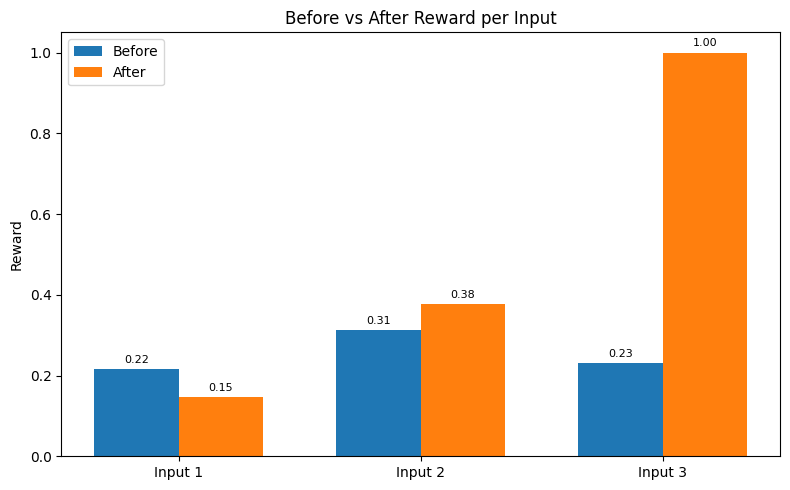 Before vs After Reward per Input
Before
After
Reward
1.0
0.8
0.6
0.4
0.2
0.0
0.22
0.15
0.31
0.38
0.23
1.00
Input 1
Input 2
Input 3